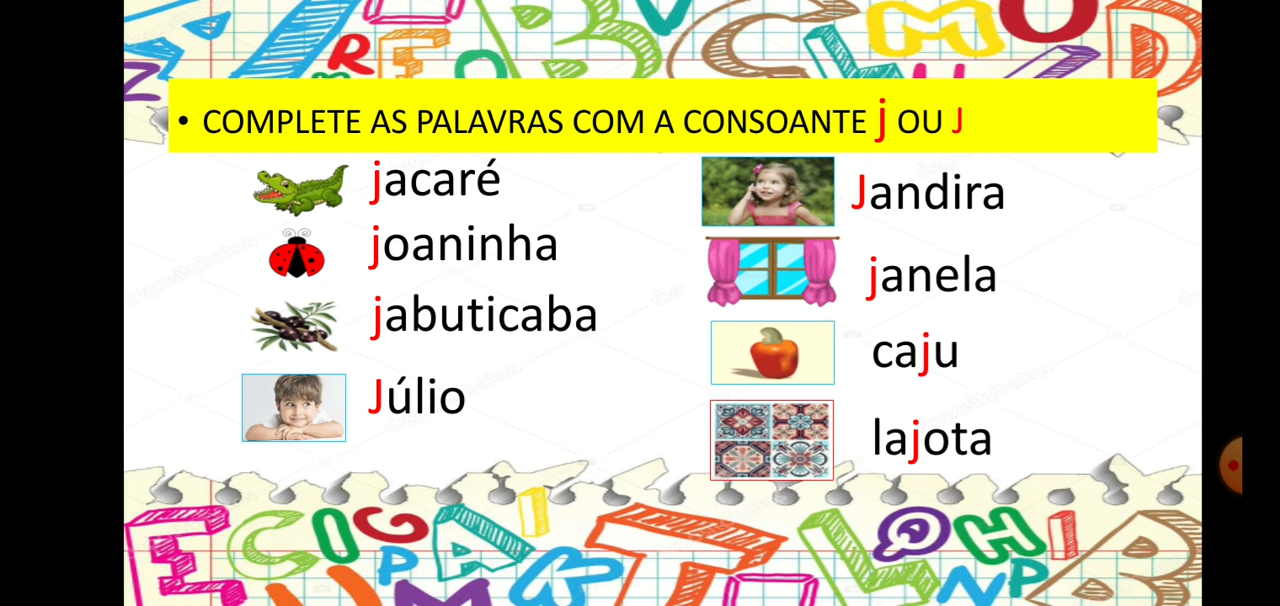 • COMPLETE AS PALAVRAS COM A CONSOANTE j OU J
jacaré
joaninha
jabuticaba
Júlio
Jandira
janela
caju
lajota